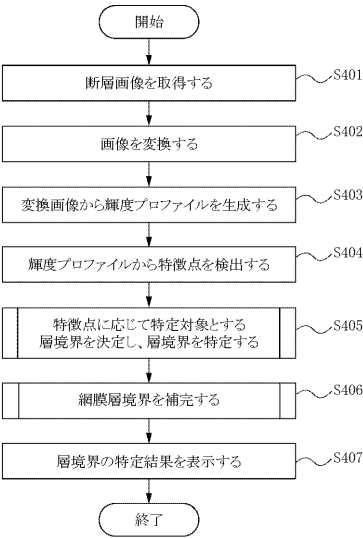 開始
断層画像を取得する
S401
画像を変換する
S402
変換画像から輝度プロファイルを生成する
S403
輝度プロファイルから特徴点を検出する
S404
特徴点に応じて特定対象とする
層境界を決定し、層境界を特定する
S405
網膜層境界を補完する
S406
層境界の特定結果を表示する
S407
終了